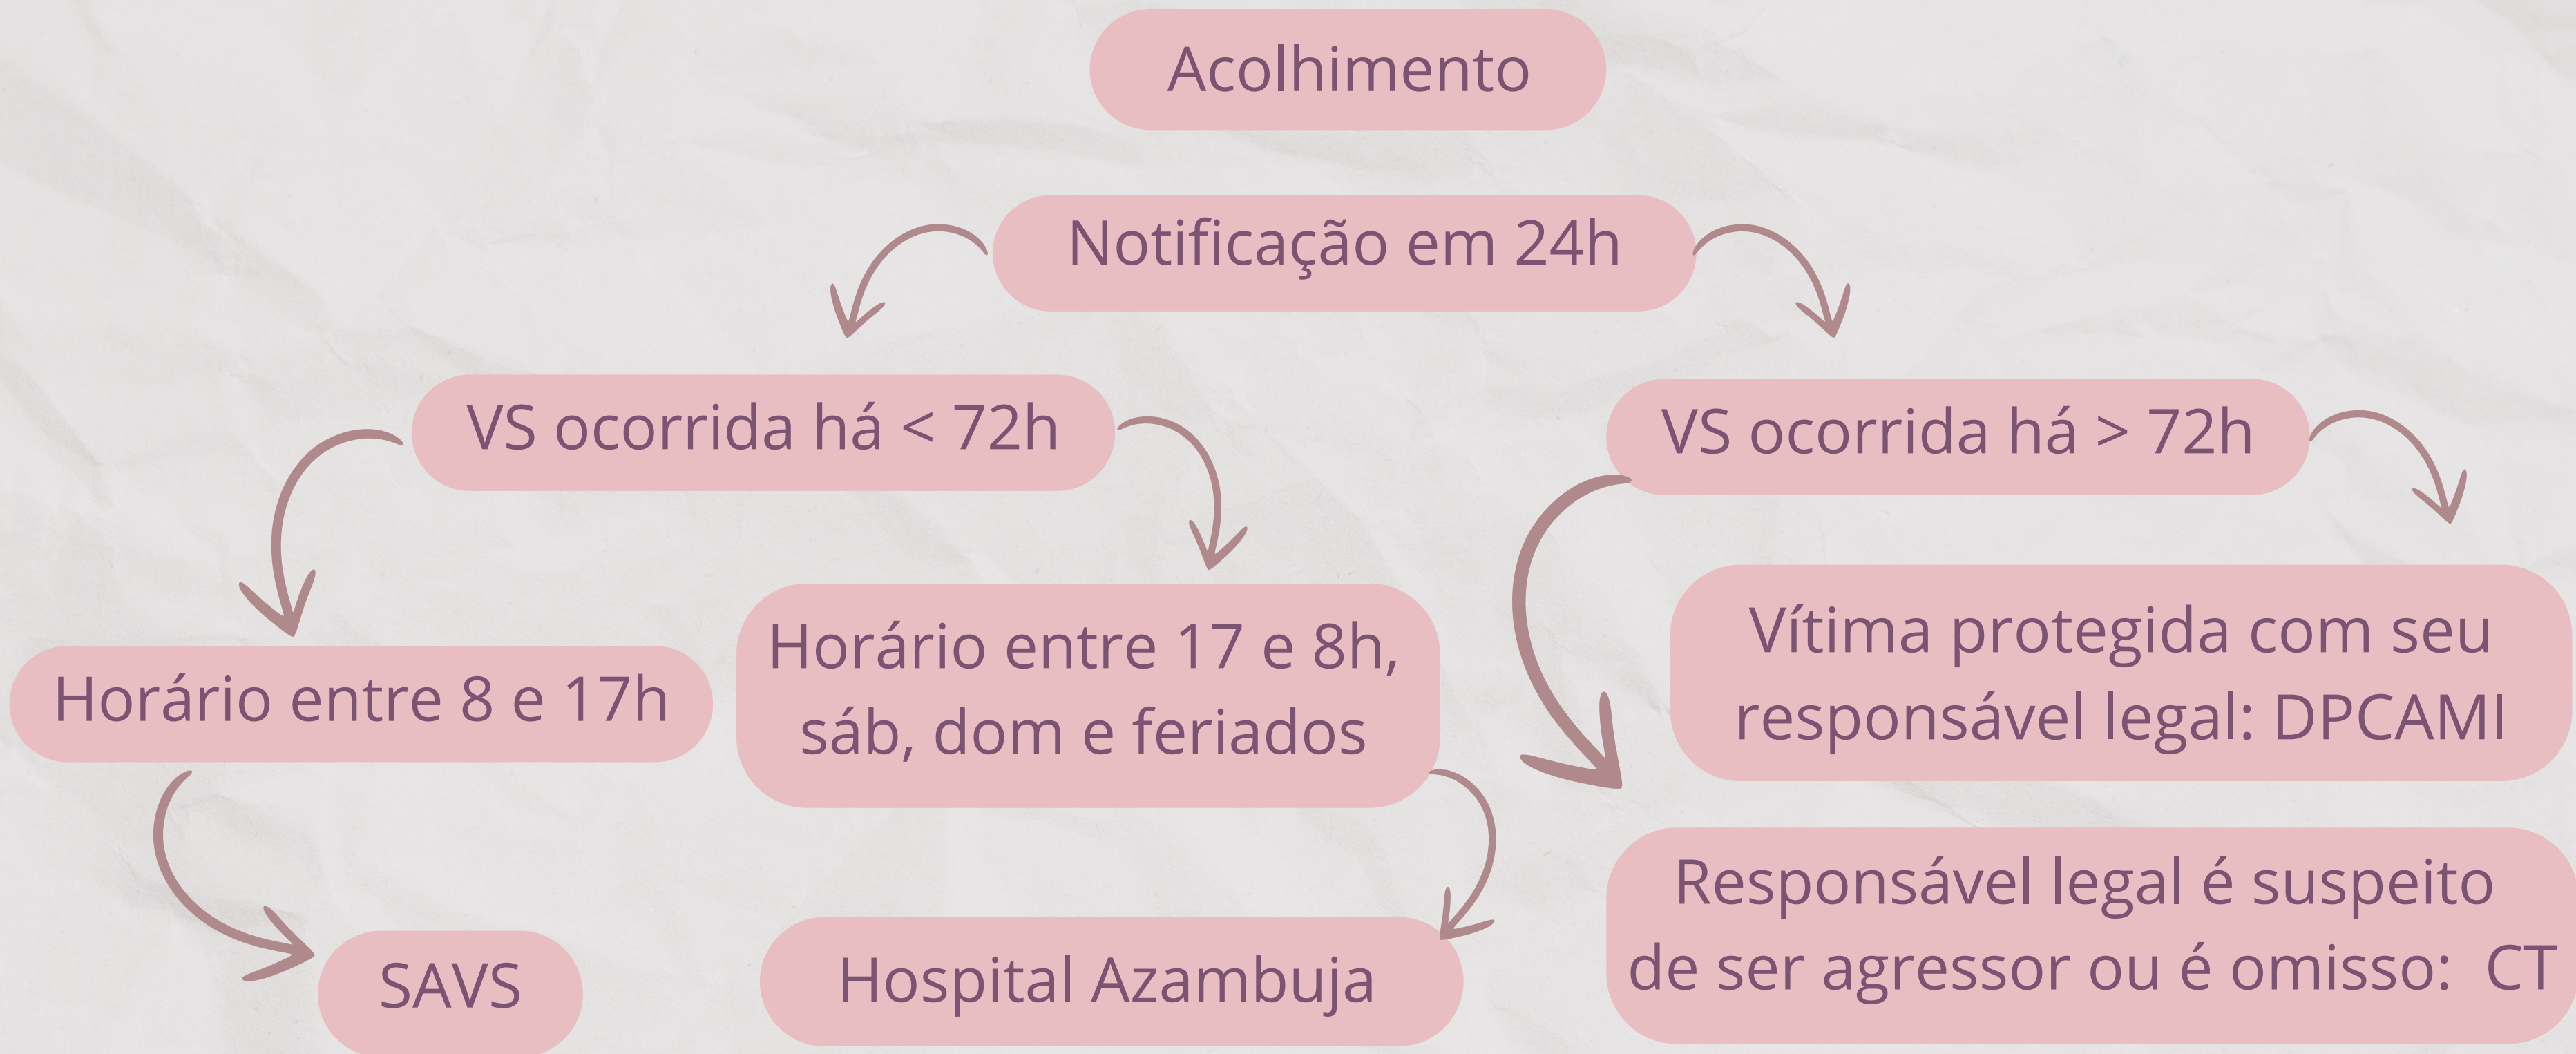 Acolhimento
Notificação em 24h
VS ocorrida há < 72h
VS ocorrida há > 72h
Horário entre 8 e 17h
Horário entre 17 e 8h,
sáb, dom e feriados
Vítima protegida com seu
responsável legal: DPCAMI
SAVS
Hospital Azambuja
Responsável legal é suspeito
de ser agressor ou é omisso: CT